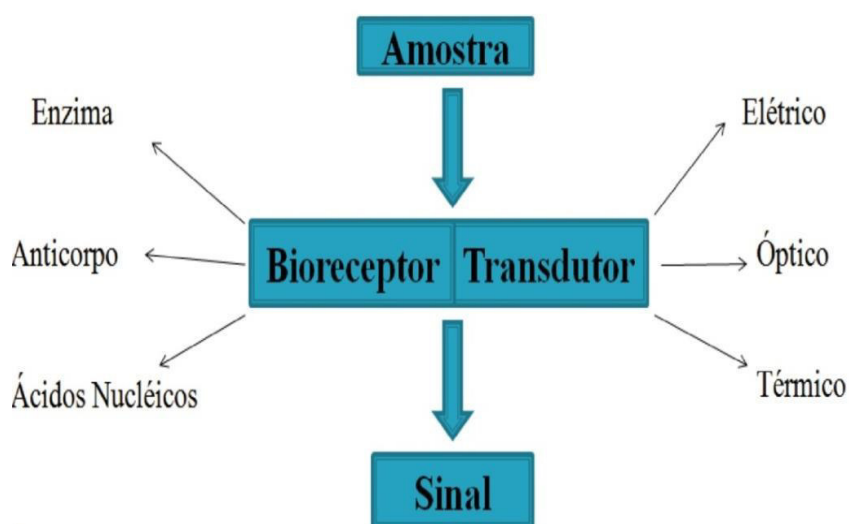 Amostra
Enzima
Elétrico
Anticorpo
Bioreceptor
Transdutor
Óptico
Ácidos Nucléicos
Térmico
Sinal